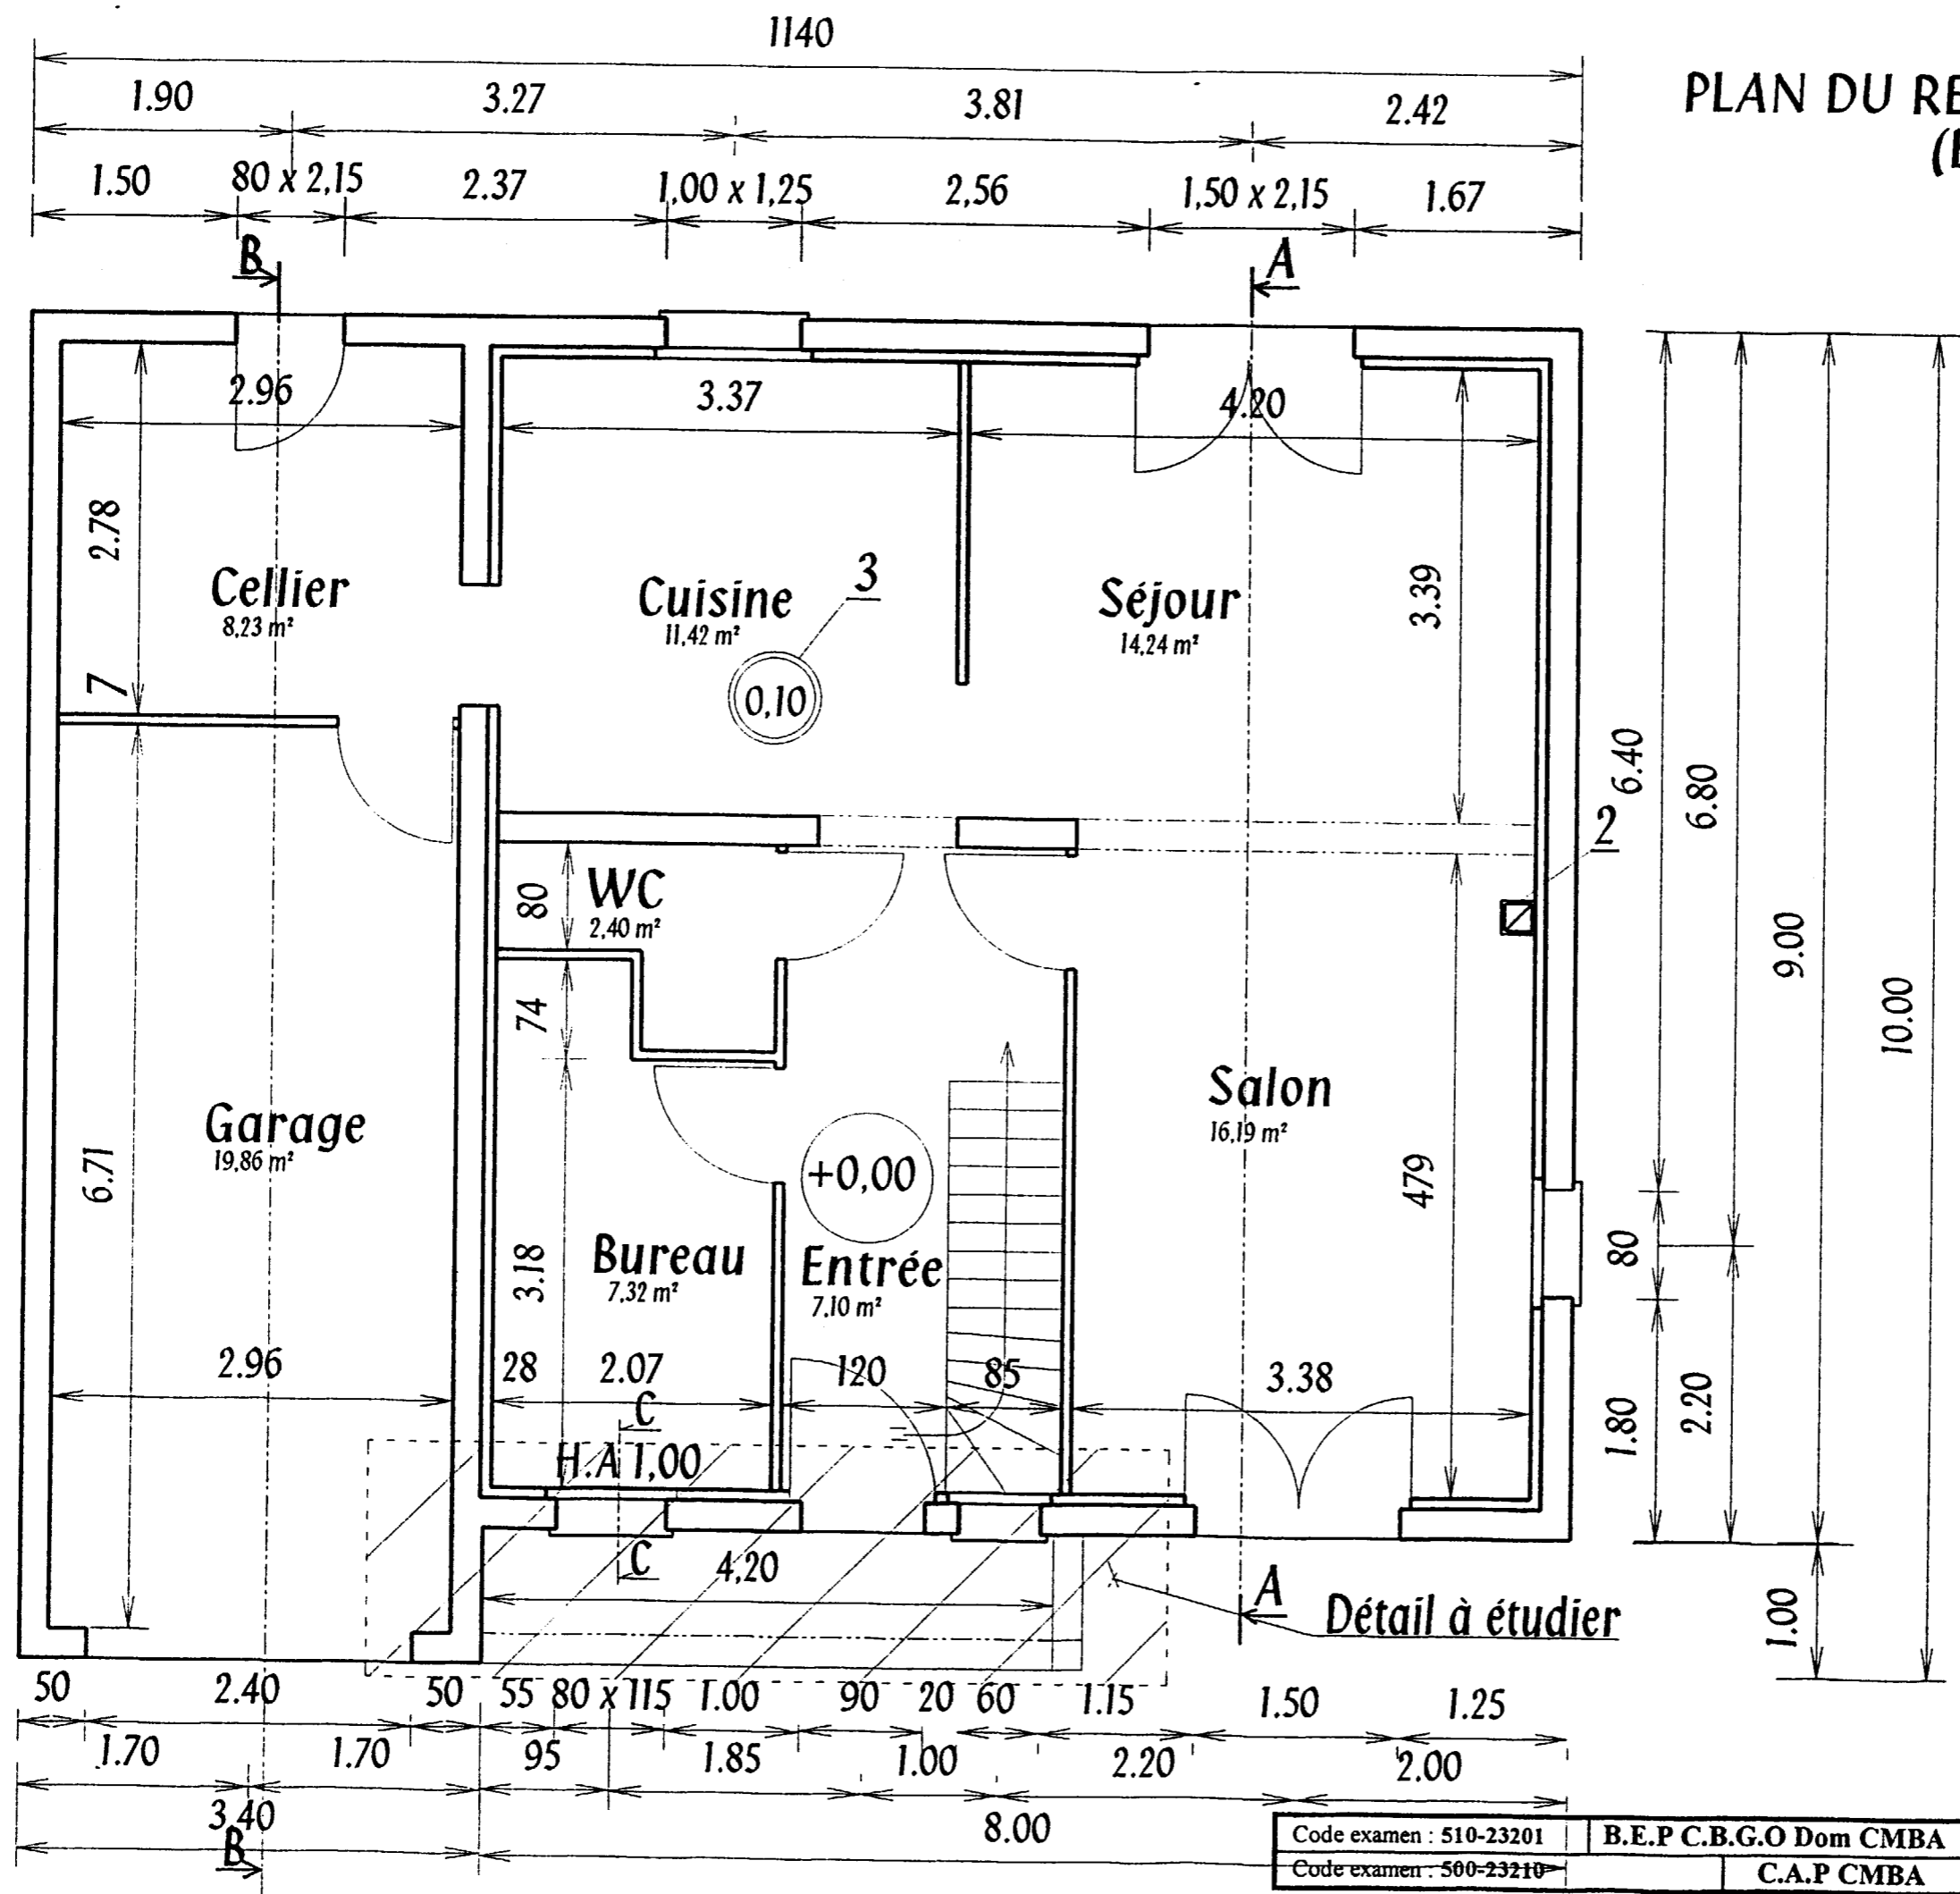 1140
PLAN DU RE
(E
1.90 3.27 3.81 2.42
1.50 80 x 2,15 2.37 1,00 x 1,25 2,56 1,50 x 2,15 1.67
B A
2.96 3.37 4.20
2.78
3.39
Cellier
8,23 m²
Cuisine
11,42 m²
3
Séjour
14,24 m²
7
0,10
6.40
6.80
2
WC
2,40 m²
80
9.00
74
10.00
Garage
19,86 m²
6.71
Salon
16,19 m²
479
+0,00
Bureau
7,32 m²
Entrée
7,10 m²
3.18
80
2.96 28 2.07 120 85 3.38
1.80
2.20
C
H.A 1,00
C
4,20
A
Détail à étudier
1.00
50 2.40 50 55 80 x 115 1.00 90 20 60 1.15 1.50 1.25
1.70 1.70 95 1.85 1.00 2.20 2.00
3.40 8.00
B
Code examen : 510-23201 B.E.P C.B.G.O Dom CMBA
Code examen : 500-23210 C.A.P CMBA